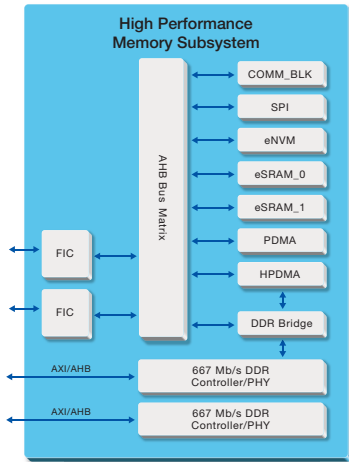 High Performance
Memory Subsystem
COMM_BLK
SPI
eNVM
eSRAM_0
eSRAM_1
PDMA
HPDMA
DDR Bridge
AHB Bus Matrix
FIC
FIC
AXI/AHB
667 Mb/s DDR
Controller/PHY
AXI/AHB
667 Mb/s DDR
Controller/PHY